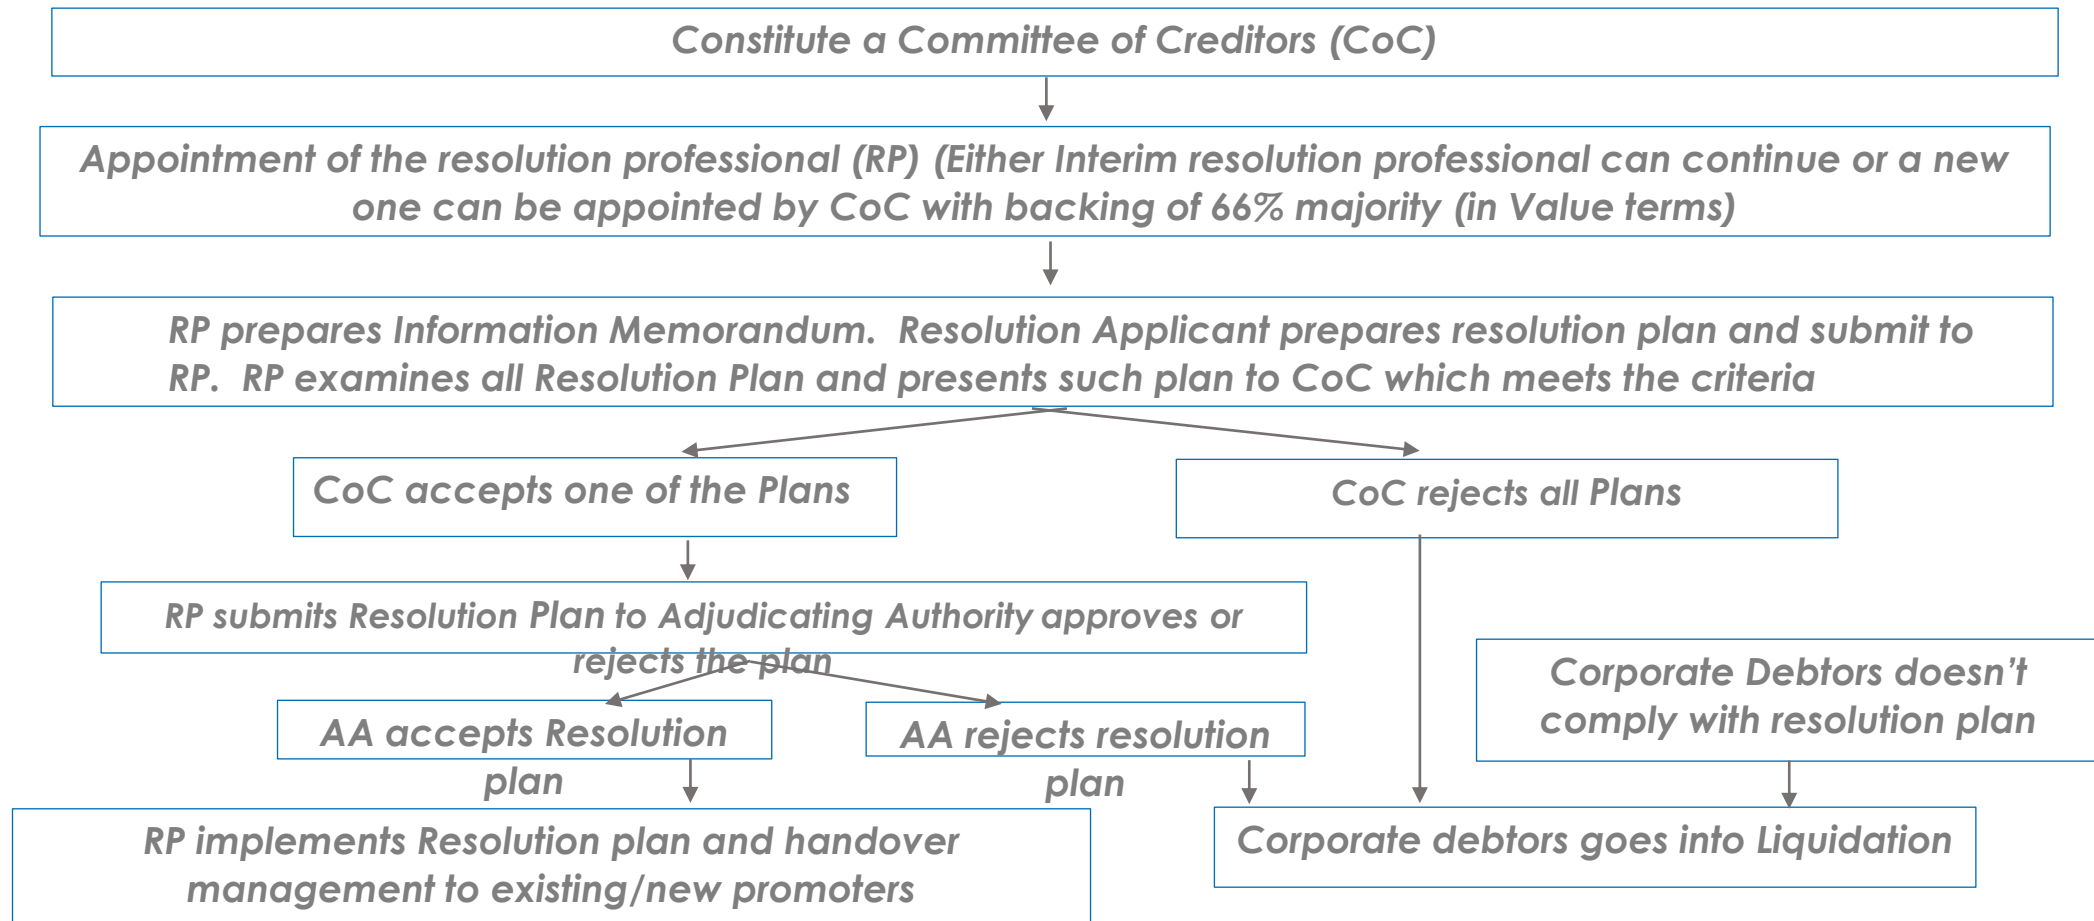 Constitute a Committee of Creditors (CoC)
Appointment of the resolution professional (RP) (Either Interim resolution professional can continue or a new
one can be appointed by CoC with backing of 66% majority (in Value terms)
RP prepares Information Memorandum. Resolution Applicant prepares resolution plan and submit to
RP. RP examines all Resolution Plan and presents such plan to CoC which meets the criteria
CoC accepts one of the Plans
CoC rejects all Plans
RP submits Resolution Plan to Adjudicating Authority approves or
rejects the plan
Corporate Debtors doesn't
comply with resolution plan
AA accepts Resolution
plan
AA rejects resolution
plan
RP implements Resolution plan and handover
management to existing/new promoters
Corporate debtors goes into Liquidation